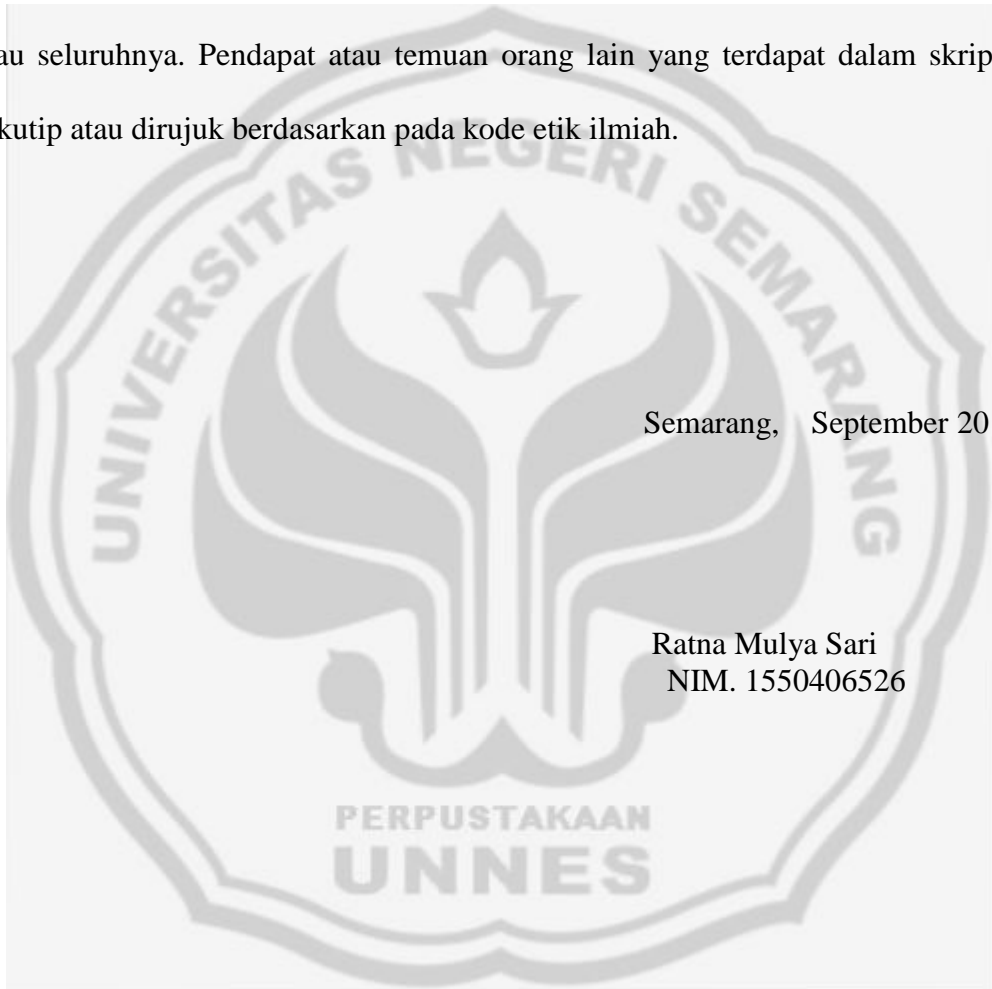 au seluruhnya. Pendapat atau temuan orang lain yang terdapat dalam skrip
kutip atau dirujuk berdasarkan pada kode etik ilmiah.
UNIVERSITAS NEGERI SEMARANG
Semarang, September 20
Ratna Mulya Sari
NIM. 1550406526
PERPUSTAKAAN
UNNES